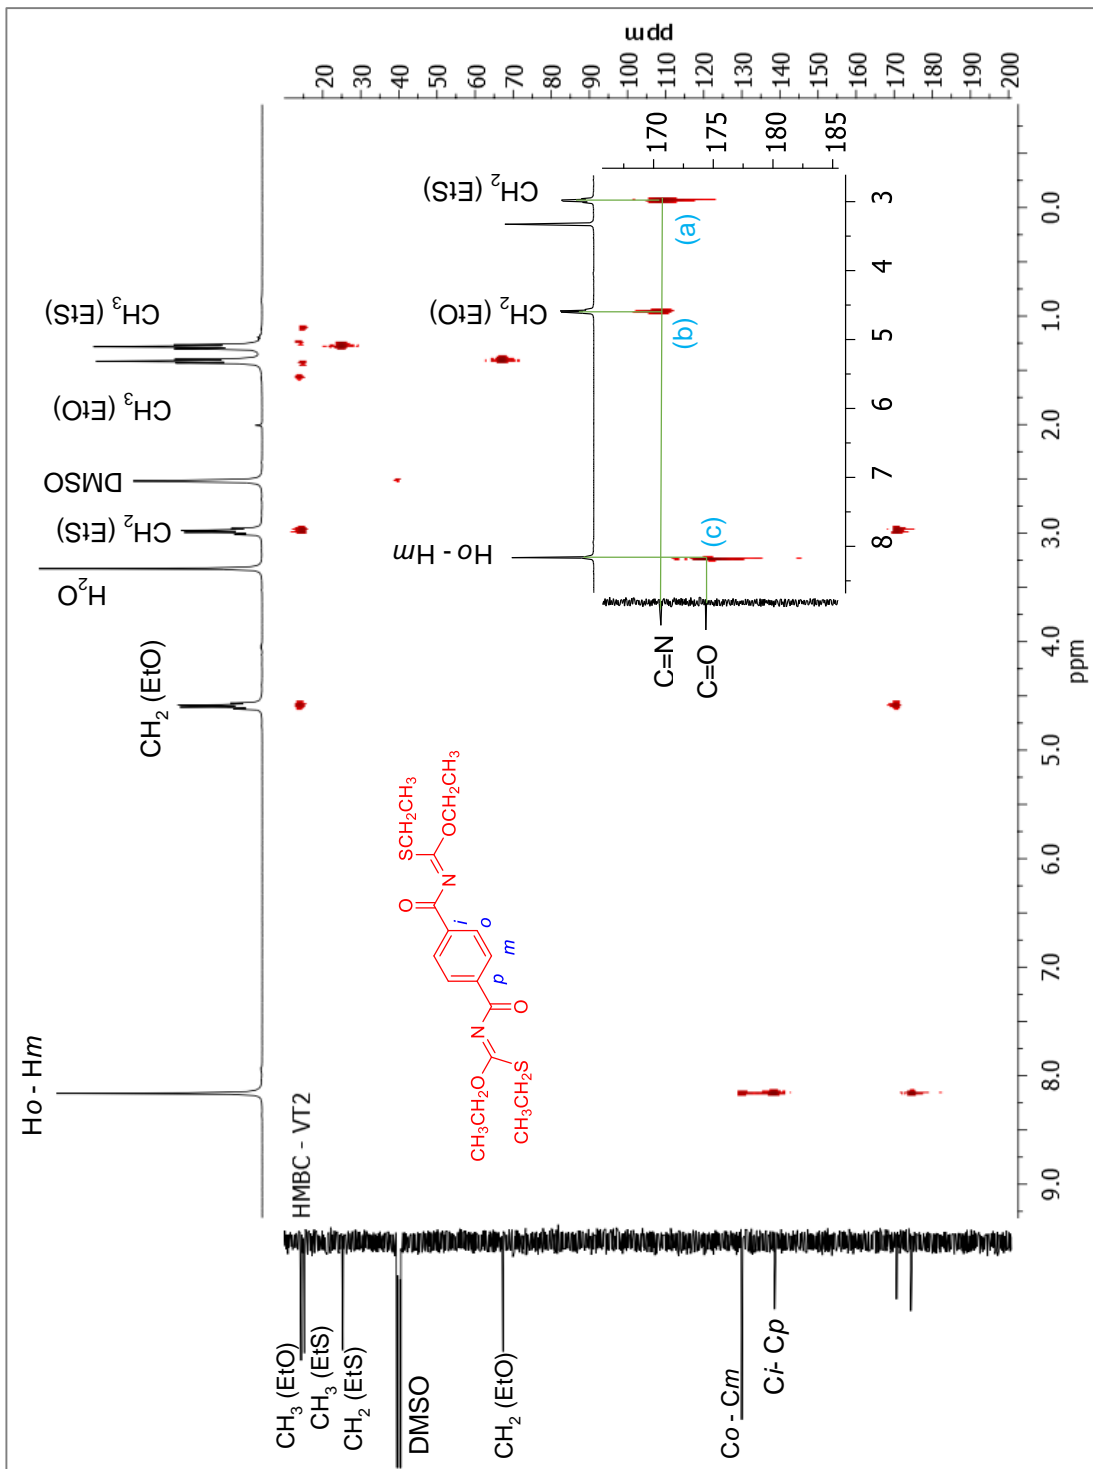 Ho - Hm
CH2 (EtO)
H2O
CH2 (EtS)
DMSO
CH3 (EtO)
CH3 (EtS)
HMBC - VT2
CH3 (EtO)
CH3 (EtS)
CH2 (EtS)
DMSO
CH2 (EtO)
Co - Cm
Ci- Cp
CH3CH2O
CH3CH2S
N
O
p
m
o
i
O
N
SCH2CH3
OCH2CH3
Ho - Hm
CH2 (EtO)
CH2 (EtS)
C=N
C=O
(a)
(b)
(c)
8 7 6 5 4 3
170
175
180
185
20
30
40
50
60
70
80
90
100
110
120
130
140
150
160
170
180
190
200
ppm
9.0 8.0 7.0 6.0 5.0 4.0 3.0 2.0 1.0 0.0
ppm